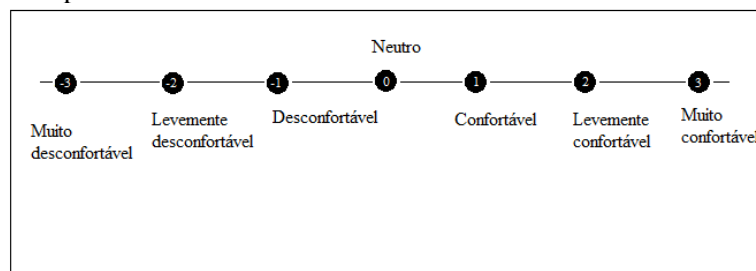 Neutro
-3 -2 -1 0 1 2 3
Muito desconfortável
Levemente desconfortável
Desconfortável
Confortável
Levemente confortável
Muito confortável